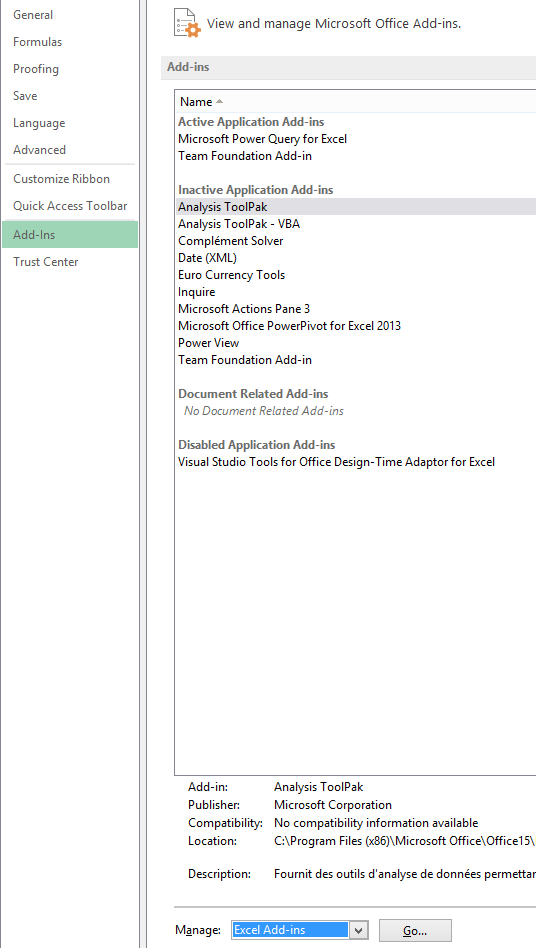 General
Formulas
Proofing
Save
Language
Advanced
Customize Ribbon
Quick Access Toolbar
Add-Ins
Trust Center
View and manage Microsoft Office Add-ins.
Add-ins
Name
Active Application Add-ins
Microsoft Power Query for Excel
Team Foundation Add-in
Inactive Application Add-ins
Analysis ToolPak
Analysis ToolPak - VBA
Complément Solver
Date (XML)
Euro Currency Tools
Inquire
Microsoft Actions Pane 3
Microsoft Office PowerPivot for Excel 2013
Power View
Team Foundation Add-in
Document Related Add-ins
No Document Related Add-ins
Disabled Application Add-ins
Visual Studio Tools for Office Design-Time Adaptor for Excel
Add-in: Analysis ToolPak
Publisher: Microsoft Corporation
Compatibility: No compatibility information available
Location: C:\Program Files (x86)\Microsoft Office\Office15\
Description: Fournit des outils d'analyse de données permettar
Manage: Excel Add-ins Go...